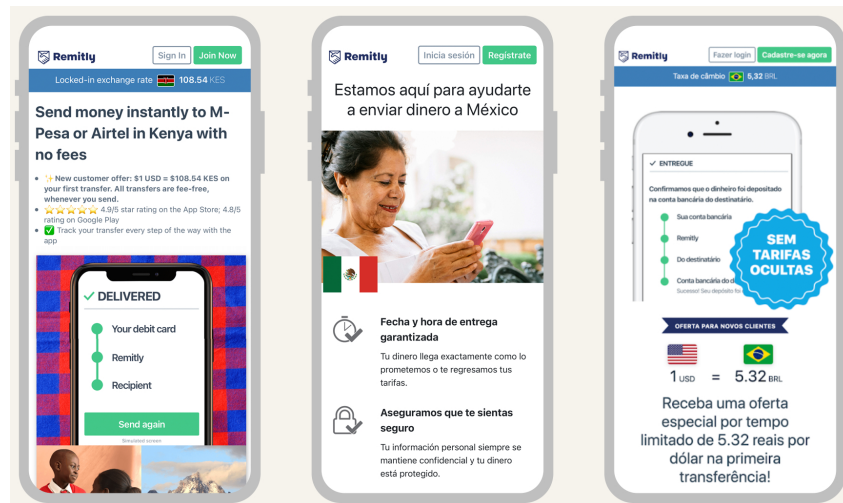 Remitly
Sign In
Join Now
Locked-in exchange rate 108.54 KES
Send money instantly to M-
Pesa or Airtel in Kenya with
no fees
• ✨New customer offer: $1 USD = $108.54 KES on
your first transfer. All transfers are fee-free,
whenever you send.
• ⭐⭐⭐⭐⭐ 4.9/5 star rating on the App Store; 4.8/5
rating on Google Play
• ✅ Track your transfer every step of the way with the
app
✓ DELIVERED
Your debit card
Remitly
Recipient
Send again
Simulated screen
Remitly
Inicia sesión
Regístrate
Estamos aquí para ayudarte
a enviar dinero a México
Fecha y hora de entrega
garantizada
Tu dinero llega exactamente como lo
prometemos o te regresamos tus
tarifas.
Aseguramos que te sientas
seguro
Tu información personal siempre se
mantiene confidencial y tu dinero
está protegido.
Remitly
Fazer login
Cadastre-se agora
Taxa de câmbio 5,32 BRL
✓ ENTREGUE
Confirmamos que o dinheiro foi depositado
na conta bancária do destinatário.
Sua conta bancária
Remitly
Do destinatário
Conta bancária do d
Sucesso! Seu depósito fo
SEM
TARIFAS
OCULTAS
OFERTA PARA NOVOS CLIENTES
1 USD = 5.32 BRL
Receba uma oferta
especial por tempo
limitado de 5.32 reais por
dólar na primeira
transferência!